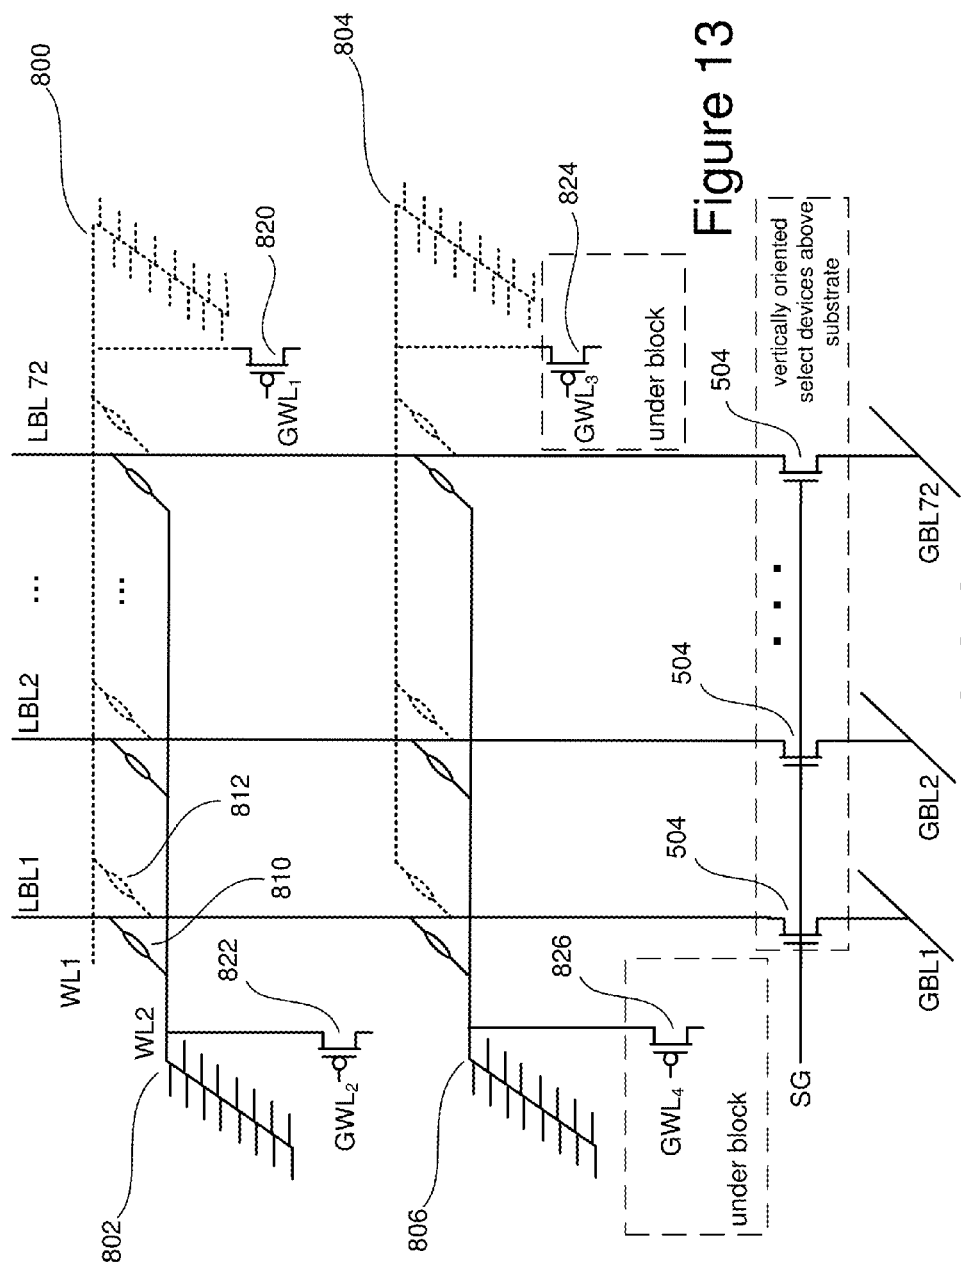 LBL1
LBL2
...
LBL 72
800
WL1
802
WL2
...
812
822
810
820
GWL₂
GWL₁
804
806
826
824
GWL₄
GWL₃
under block
under block
Figure 13
504
504
504
vertically oriented
select devices above
substrate
SG
. . .
GBL1
GBL2
GBL72